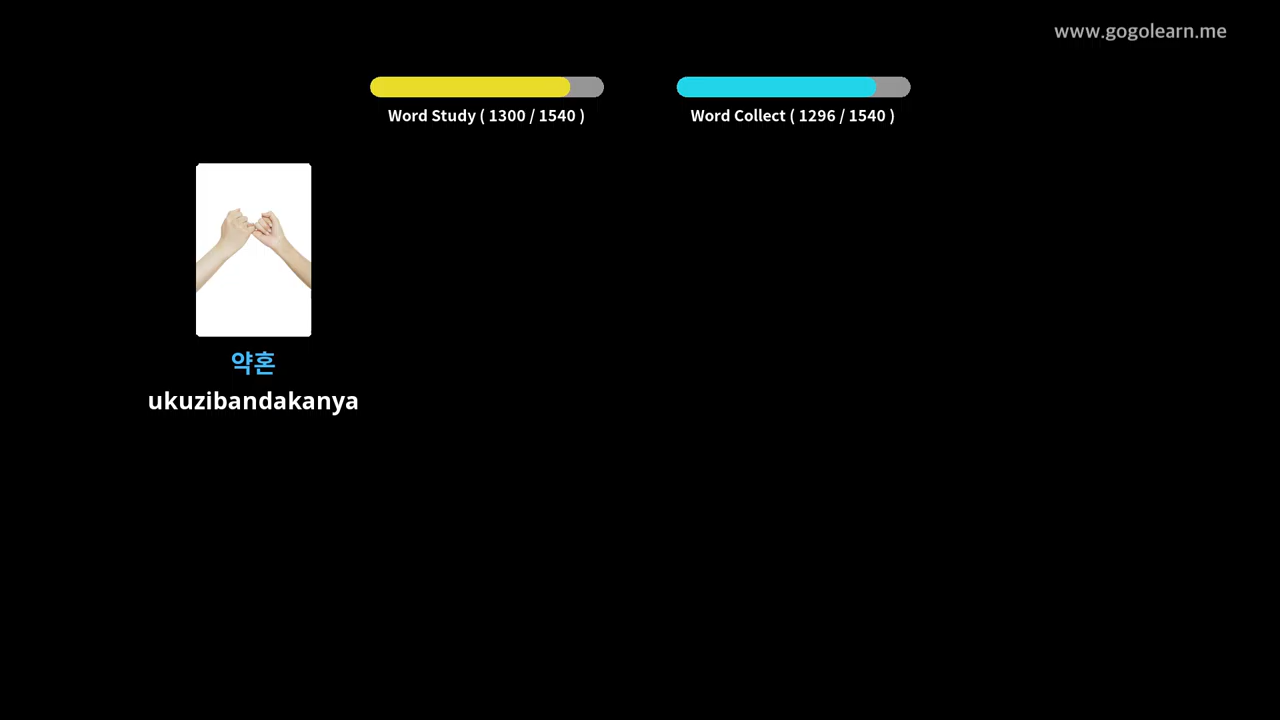 www.gogolearn.me
Word Study ( 1300 / 1540 )
Word Collect ( 1296 / 1540 )
약혼
ukuzibandakanya